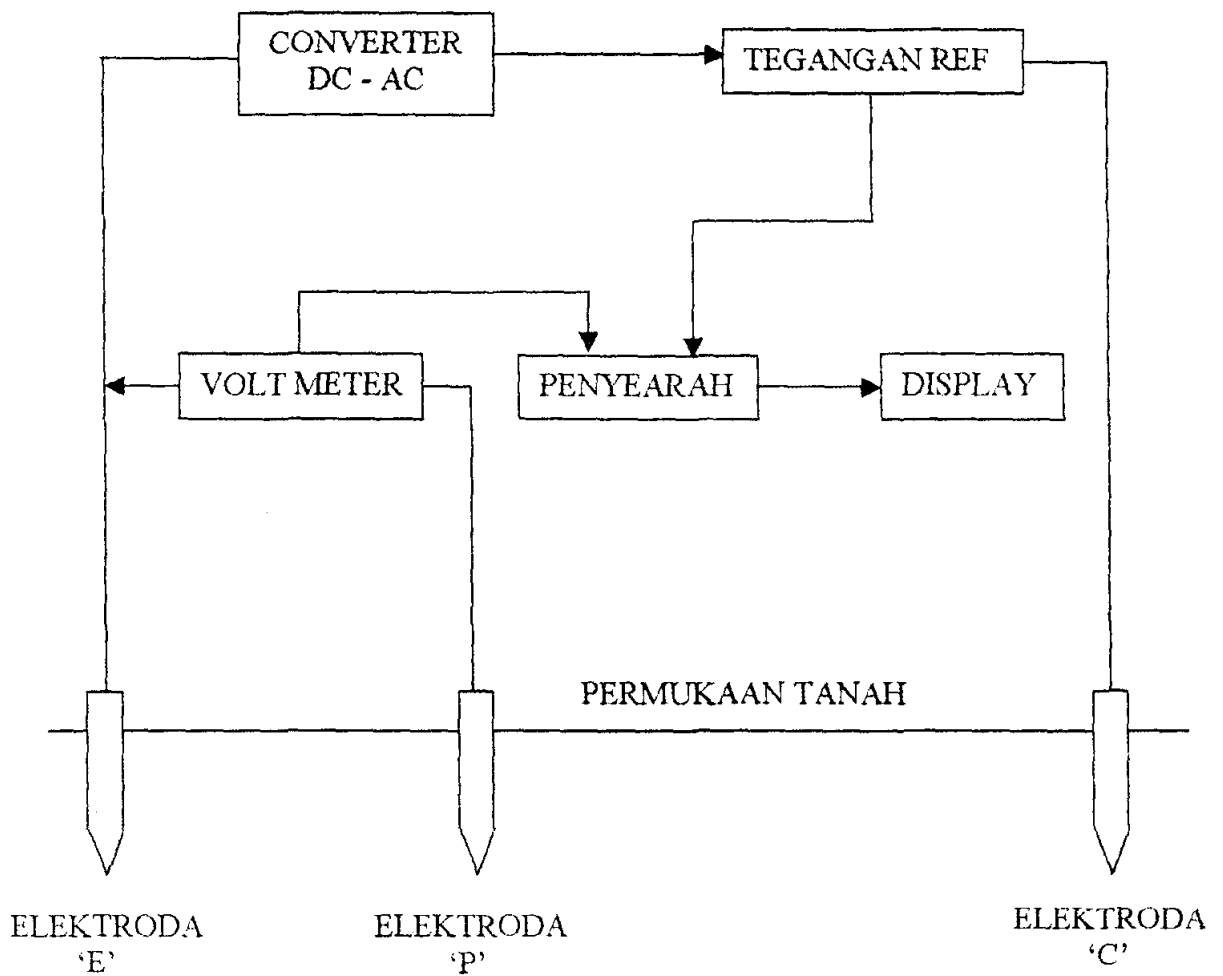 CONVERTER
DC - AC
TEGANGAN REF
VOLT METER
PENYEARAH
DISPLAY
PERMUKAAN TANAH
ELEKTRODA
'E'
ELEKTRODA
'P'
ELEKTRODA
'C'